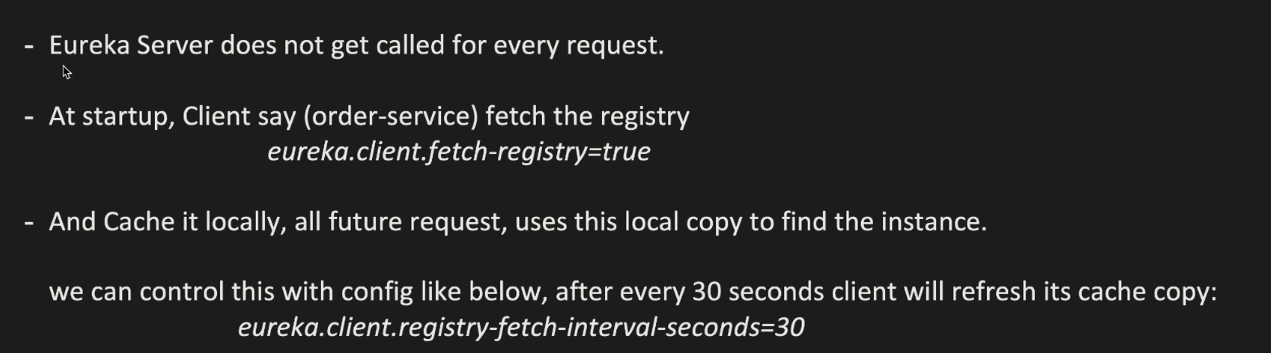 - Eureka Server does not get called for every request.
- At startup, Client say (order-service) fetch the registry
eureka.client.fetch-registry=true
- And Cache it locally, all future request, uses this local copy to find the instance.
we can control this with config like below, after every 30 seconds client will refresh its cache copy:
eureka.client.registry-fetch-interval-seconds=30